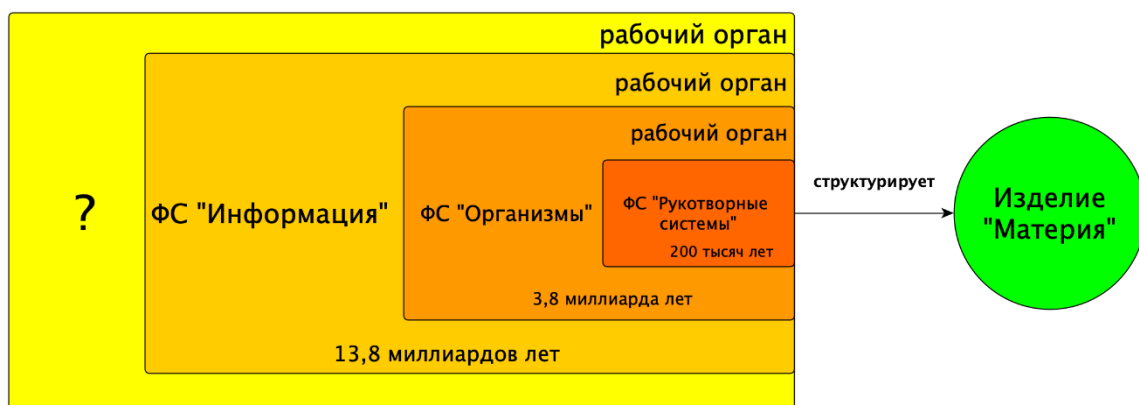 рабочий орган
рабочий орган
рабочий орган
?
ФС "Информация"
ФС "Организмы"
ФС "Рукотворные
системы"
200 тысяч лет
3,8 миллиарда лет
13,8 миллиардов лет
структурирует
Изделие
"Материя"